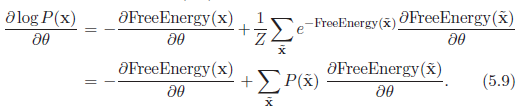 ∂ log P(x) / ∂θ = − ∂FreeEnergy(x) / ∂θ + 1/Z ∑_x̃ e^−FreeEnergy(x̃) ∂FreeEnergy(x̃) / ∂θ
= − ∂FreeEnergy(x) / ∂θ + ∑_x̃ P(x̃) ∂FreeEnergy(x̃) / ∂θ . (5.9)